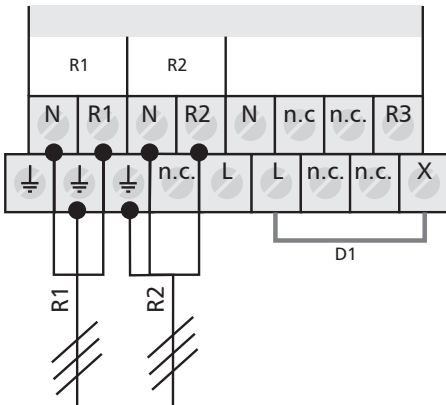 R1 R2
N R1 N R2 N n.c n.c. R3
n.c. L L n.c. n.c. X
D1
R1 R2